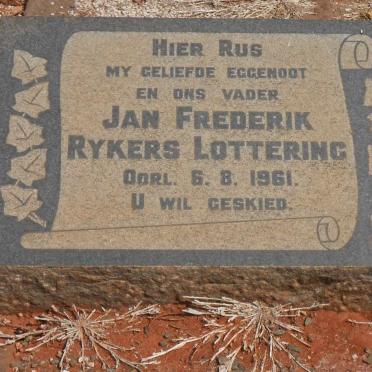 HIER RUS
MY GELIEFDE EGGENOOT
EN ONS VADER
JAN FREDERIK
RYKERS LOTTERING
OORL. 6. 8. 1961.
U WIL GESKIED.